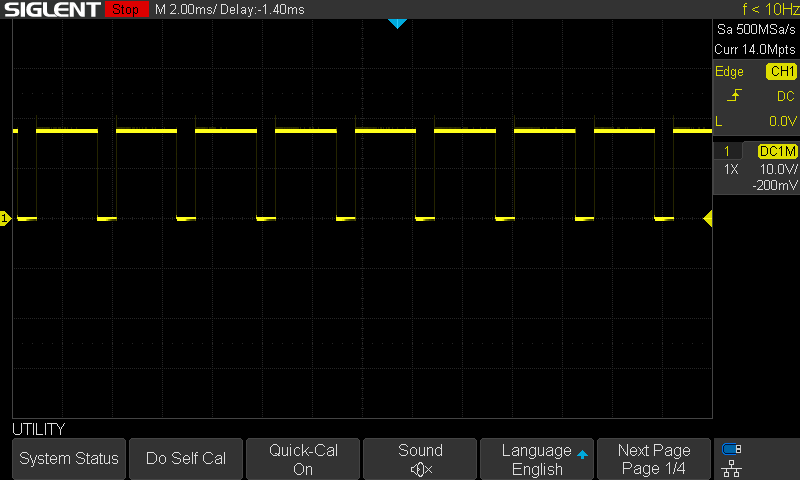 SIGLENT Stop M 2.00ms/ Delay:-1.40ms f < 10Hz
Sa 500MSa/s
Curr 14.0Mpts
Edge CH1
DC
L 0.0V
1 DC1M
1X 10.0V/
-200mV
1
UTILITY
System Status
Do Self Cal
Quick-Cal
On
Sound
Language
English
Next Page
Page 1/4